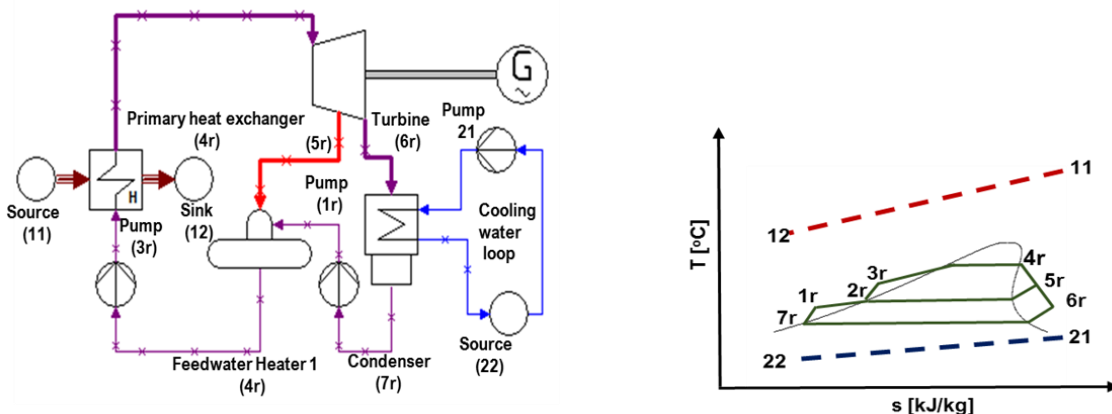 G
~
Primary heat exchanger
(4r)
Turbine
(6r)
Pump
21
(5r)
Pump
(1r)
H
Source
(11)
Pump
(3r)
Sink
(12)
Cooling
water
loop
Feedwater Heater 1
(4r)
Condenser
(7r)
Source
(22)
T [°C]
11
12
4r
3r
5r
2r
1r
6r
7r
21
22
s [kJ/kg]